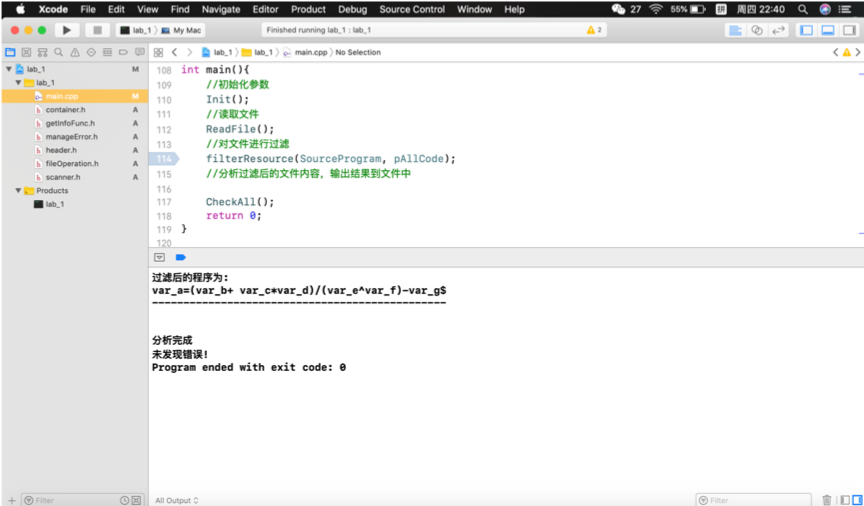 Xcode File Edit View Find Navigate Editor Product Debug Source Control Window Help 27 55% 拼 周四 22:40
lab_1 My Mac Finished running lab_1 : lab_1 2
lab_1 lab_1 main.cpp No Selection
lab_1 M
lab_1
main.cpp M
container.h A
getInfoFunc.h A
manageError.h A
header.h A
fileOperation.h A
scanner.h A
Products
lab_1
108 int main(){
109 //初始化参数
110 Init();
111 //读取文件
112 ReadFile();
113 //对文件进行过滤
114 filterResource(SourceProgram, pAllCode);
115 //分析过滤后的文件内容，输出结果到文件中
116
117 CheckAll();
118 return 0;
119 }
120
过滤后的程序为:
var_a=(var_b+ var_c*var_d)/(var_e^var_f)-var_g$
-----------------------------------------------
分析完成
未发现错误!
Program ended with exit code: 0
Filter All Output Filter